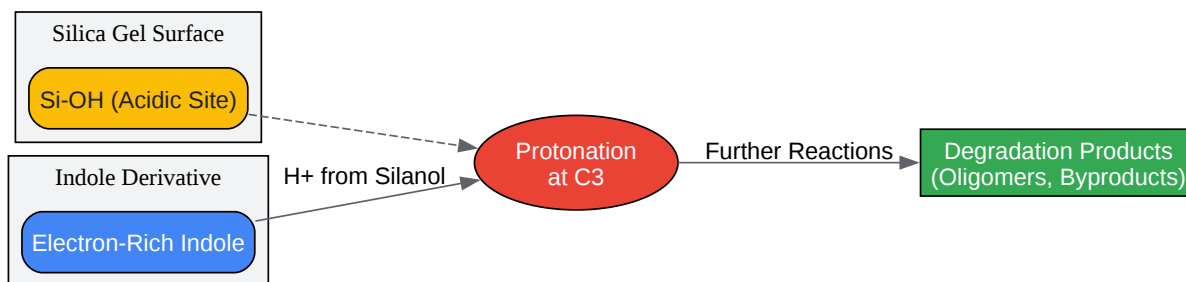 Silica Gel Surface
Si-OH (Acidic Site)
Indole Derivative
Electron-Rich Indole
H+ from Silanol
Protonation
at C3
Further Reactions
Degradation Products
(Oligomers, Byproducts)